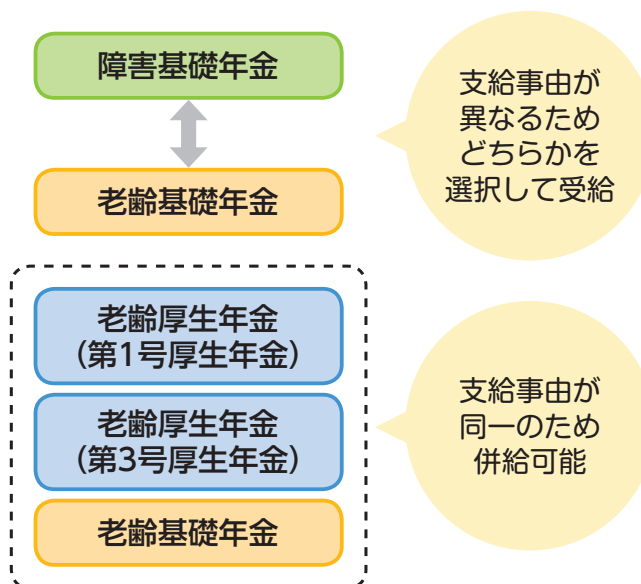 障害基礎年金
老齢基礎年金
支給事由が
異なるため
どちらかを
選択して受給
老齢厚生年金
（第1号厚生年金）
老齢厚生年金
（第3号厚生年金）
老齢基礎年金
支給事由が
同一のため
併給可能